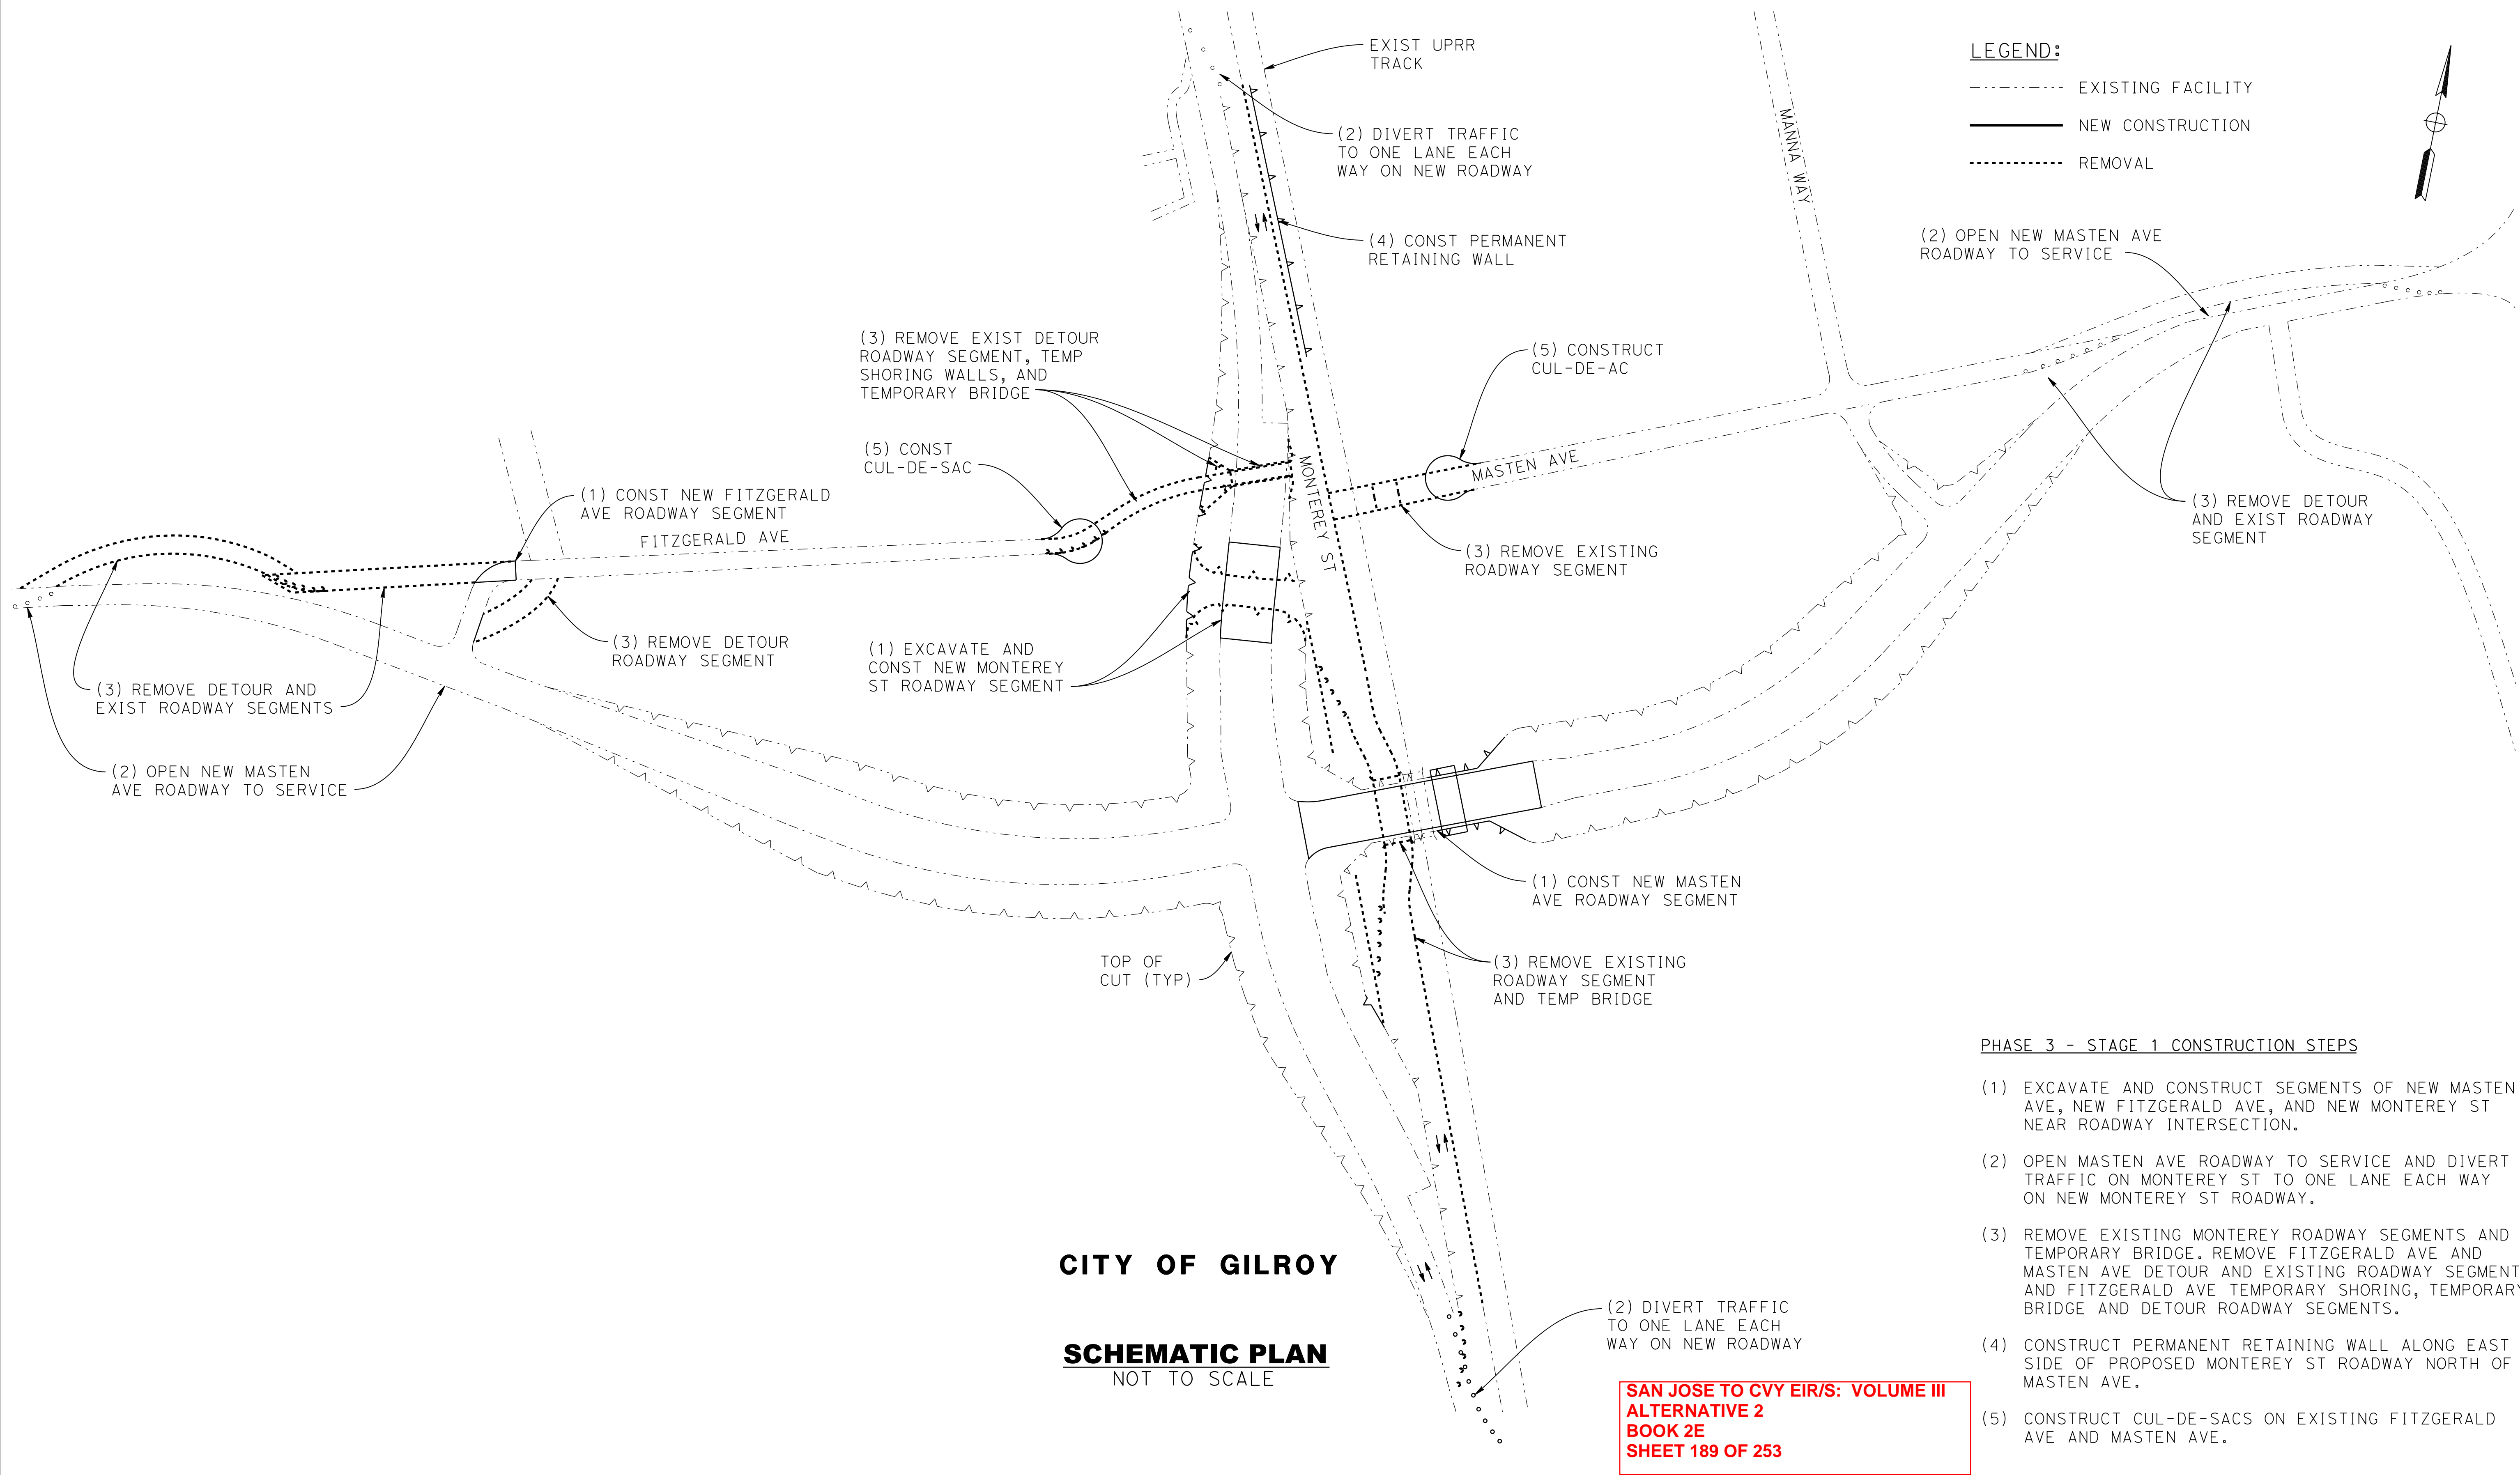 EXIST UPRR
TRACK
(2) DIVERT TRAFFIC
TO ONE LANE EACH
WAY ON NEW ROADWAY
(4) CONST PERMANENT
RETAINING WALL
MANNA WAY
LEGEND:
EXISTING FACILITY
NEW CONSTRUCTION
REMOVAL
(2) OPEN NEW MASTEN AVE
ROADWAY TO SERVICE
(3) REMOVE EXIST DETOUR
ROADWAY SEGMENT, TEMP
SHORING WALLS, AND
TEMPORARY BRIDGE
(5) CONST
CUL-DE-SAC
(5) CONSTRUCT
CUL-DE-AC
MASTEN AVE
MONTEREY ST
(1) CONST NEW FITZGERALD
AVE ROADWAY SEGMENT
FITZGERALD AVE
(3) REMOVE EXISTING
ROADWAY SEGMENT
(3) REMOVE DETOUR
AND EXIST ROADWAY
SEGMENT
(3) REMOVE DETOUR
ROADWAY SEGMENT
(1) EXCAVATE AND
CONST NEW MONTEREY
ST ROADWAY SEGMENT
(3) REMOVE DETOUR AND
EXIST ROADWAY SEGMENTS
(2) OPEN NEW MASTEN
AVE ROADWAY TO SERVICE
(1) CONST NEW MASTEN
AVE ROADWAY SEGMENT
TOP OF
CUT (TYP)
(3) REMOVE EXISTING
ROADWAY SEGMENT
AND TEMP BRIDGE
(2) DIVERT TRAFFIC
TO ONE LANE EACH
WAY ON NEW ROADWAY
CITY OF GILROY
SCHEMATIC PLAN
NOT TO SCALE
SAN JOSE TO CVY EIR/S: VOLUME III
ALTERNATIVE 2
BOOK 2E
SHEET 189 OF 253
PHASE 3 - STAGE 1 CONSTRUCTION STEPS
(1) EXCAVATE AND CONSTRUCT SEGMENTS OF NEW MASTEN
AVE, NEW FITZGERALD AVE, AND NEW MONTEREY ST
NEAR ROADWAY INTERSECTION.
(2) OPEN MASTEN AVE ROADWAY TO SERVICE AND DIVERT
TRAFFIC ON MONTEREY ST TO ONE LANE EACH WAY
ON NEW MONTEREY ST ROADWAY.
(3) REMOVE EXISTING MONTEREY ROADWAY SEGMENTS AND
TEMPORARY BRIDGE. REMOVE FITZGERALD AVE AND
MASTEN AVE DETOUR AND EXISTING ROADWAY SEGMENT
AND FITZGERALD AVE TEMPORARY SHORING, TEMPORARY
BRIDGE AND DETOUR ROADWAY SEGMENTS.
(4) CONSTRUCT PERMANENT RETAINING WALL ALONG EAST
SIDE OF PROPOSED MONTEREY ST ROADWAY NORTH OF
MASTEN AVE.
(5) CONSTRUCT CUL-DE-SACS ON EXISTING FITZGERALD
AVE AND MASTEN AVE.